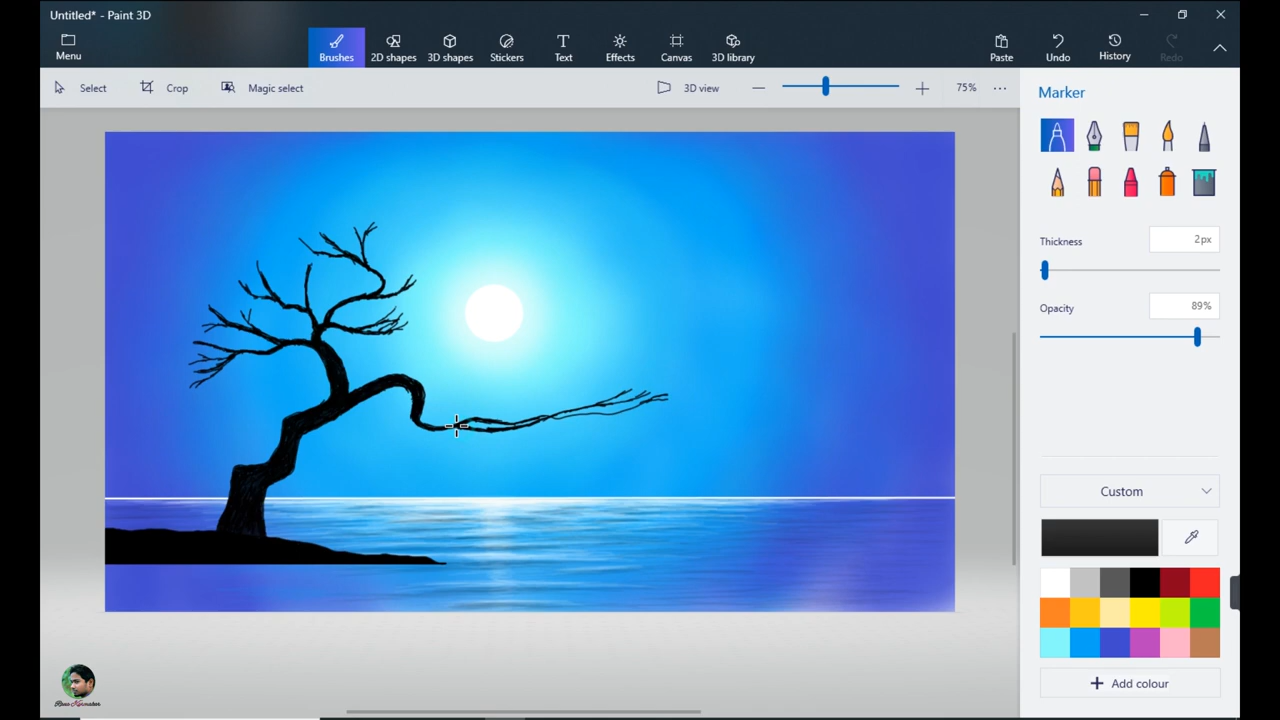 Untitled* - Paint 3D
Menu
Brushes
2D shapes
3D shapes
Stickers
Text
Effects
Canvas
3D library
Paste
Undo
History
Redo
Select
Crop
Magic select
3D view
75%
Marker
Thickness
2px
Opacity
89%
Custom
Add colour